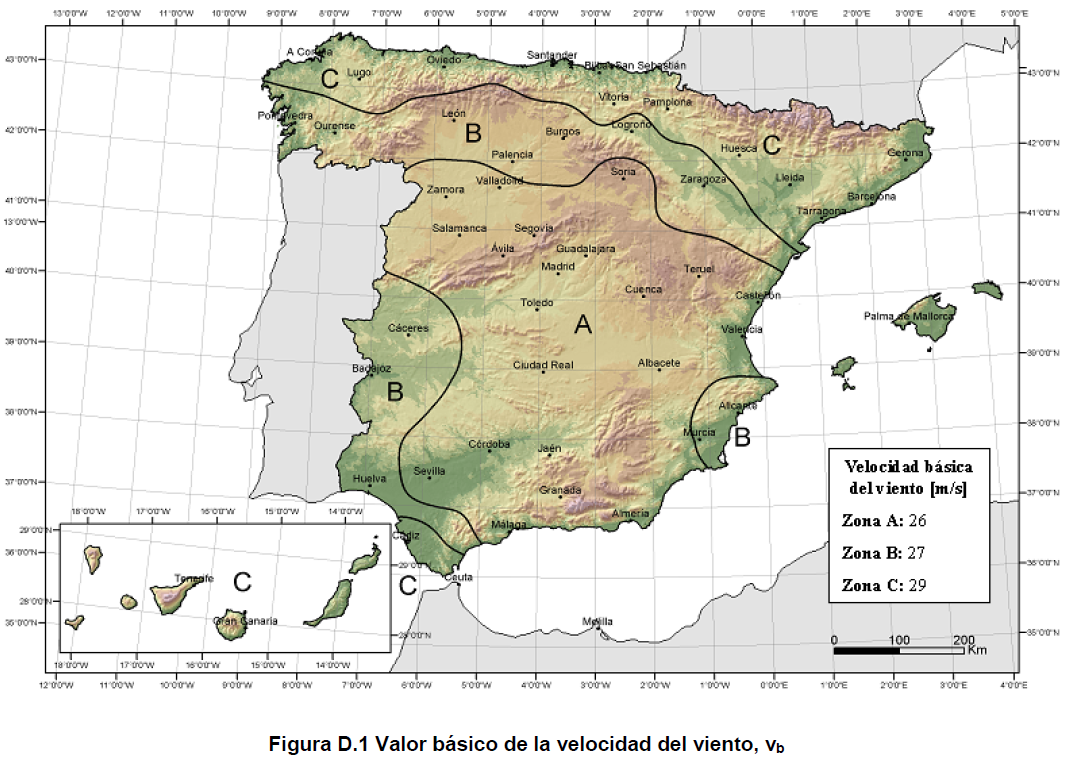 13°0'0"O 12°0'0"O 11°0'0"O 10°0'0"O 9°0'0"O 8°0'0"O 7°0'0"O 6°0'0"O 5°0'0"O 4°0'0"O 3°0'0"O 2°0'0"O 1°0'0"O 0°0'0" 1°0'0"E 2°0'0"E 3°0'0"E 4°0'0"E 5°0'0"E
43°0'0"N
42°0'0"N
41°0'0"N
13°0'0"N
40°0'0"N
39°0'0"N
38°0'0"N
37°0'0"N
36°0'0"N
35°0'0"N
43°0'0"N
42°0'0"N
41°0'0"N
40°0'0"N
39°0'0"N
38°0'0"N
37°0'0"N
36°0'0"N
35°0'0"N
Lugo
C
Oviedo
Santander
San Sebastián
Vitoria
Pamplona
Pontevedra
Ourense
León
B
Burgos
Logroño
Huesca
C
Gerona
Palencia
Valladolid
Zamora
Soria
Zaragoza
Lleida
Barcelona
Tarragona
Salamanca
Segovia
Ávila
Guadalajara
Madrid
Teruel
Cuenca
Toledo
Castellón
Palma de Mallorca
A
Valencia
Cáceres
Badajoz
B
Ciudad Real
Albacete
Alicante
Murcia
B
Córdoba
Jaén
Sevilla
Huelva
Granada
Almería
Málaga
Cádiz
C
Ceuta
Melilla
18°0'0"W 17°0'0"W 16°0'0"W 15°0'0"W 14°0'0"W
29°0'0"N
28°0'0"N
Tenerife
C
Gran Canaria
18°0'0"W 17°0'0"W 16°0'0"W 15°0'0"W 14°0'0"W
Velocidad básica
del viento [m/s]
Zona A: 26
Zona B: 27
Zona C: 29
0 100 200
Km
12°0'0"O 11°0'0"W 10°0'0"W 9°0'0"W 8°0'0"W 7°0'0"W 6°0'0"W 5°0'0"W 4°0'0"W 3°0'0"W 2°0'0"W 1°0'0"W 0°0'0" 1°0'0"E 2°0'0"E 3°0'0"E 4°0'0"E
Figura D.1 Valor básico de la velocidad del viento, vb